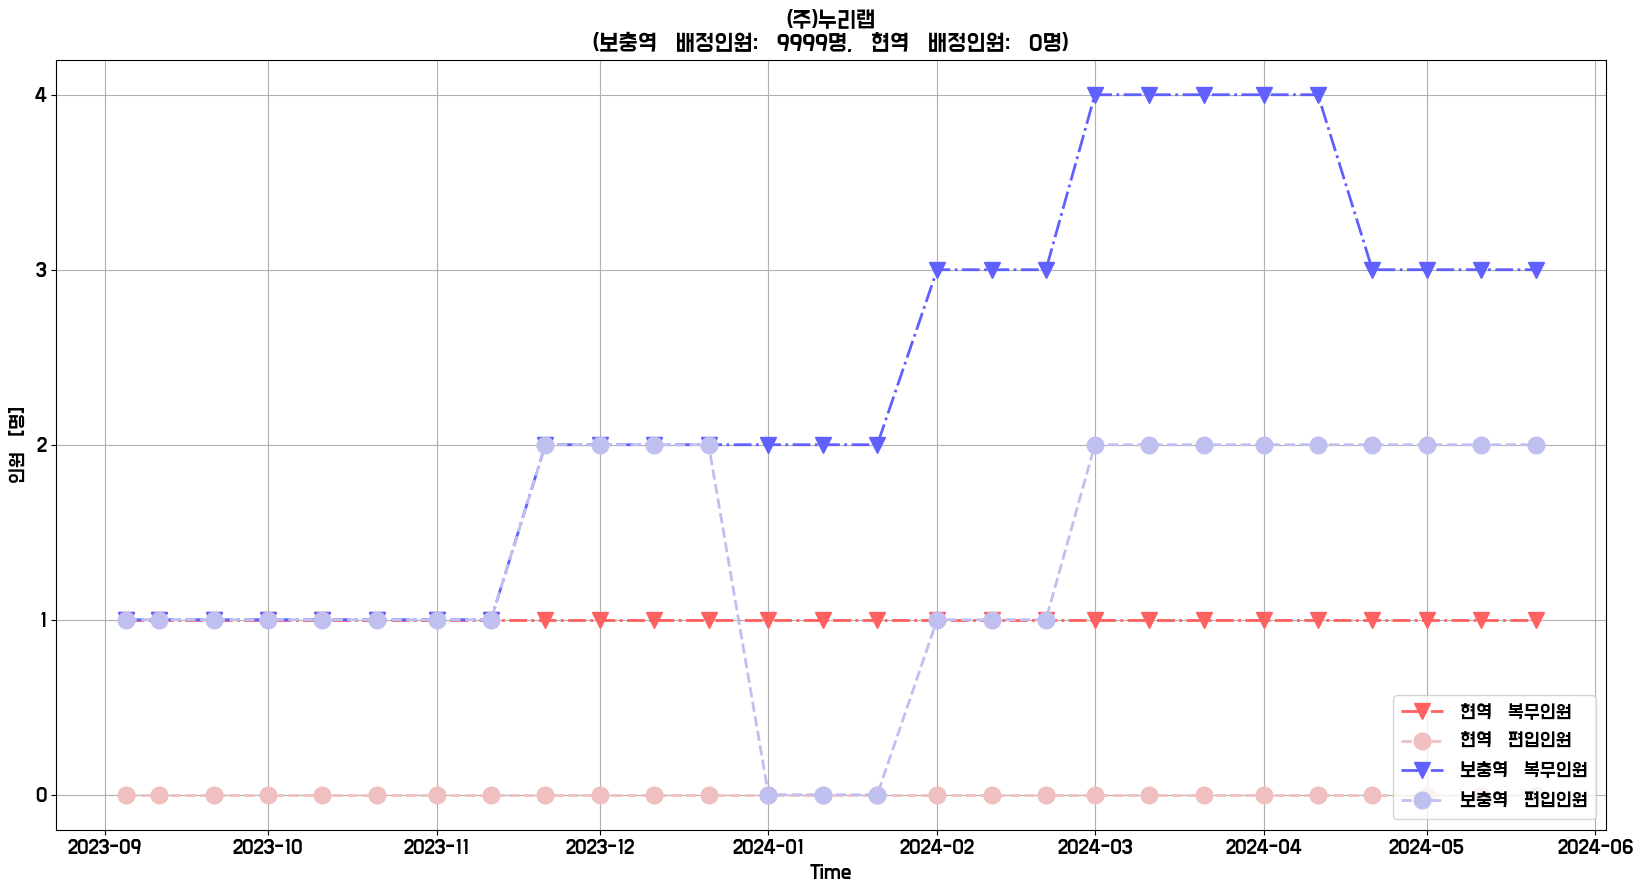 (주)누리랩
(보충역 배정인원: 9999명, 현역 배정인원: 0명)
인원 [명]
4
3
2
1
0
현역 복무인원
현역 편입인원
보충역 복무인원
보충역 편입인원
2023-09 2023-10 2023-11 2023-12 2024-01 2024-02 2024-03 2024-04 2024-05 2024-06
Time